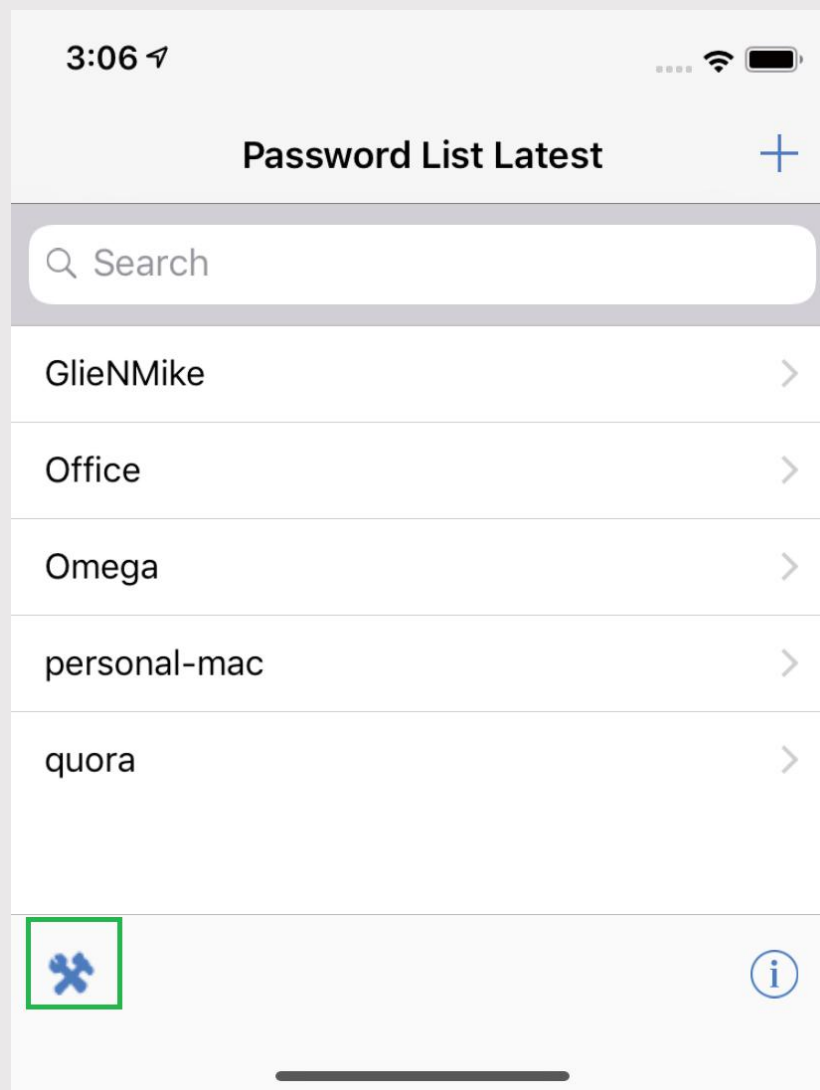 3:06
Password List Latest
Search
GlieNMike
Office
Omega
personal-mac
quora
i